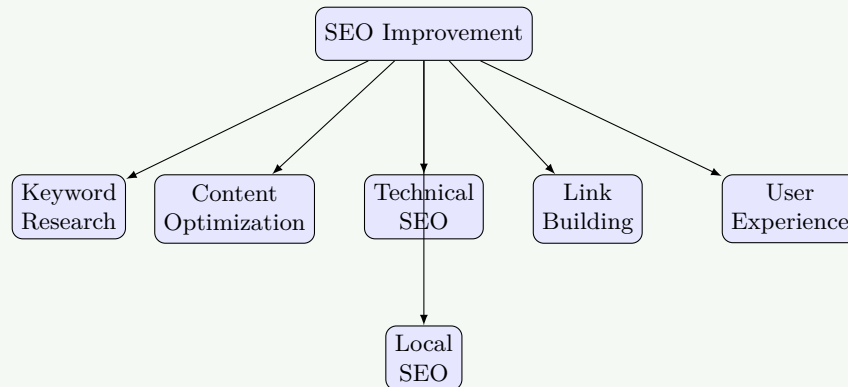 SEO Improvement
Keyword
Research
Content
Optimization
Technical
SEO
Link
Building
User
Experience
Local
SEO